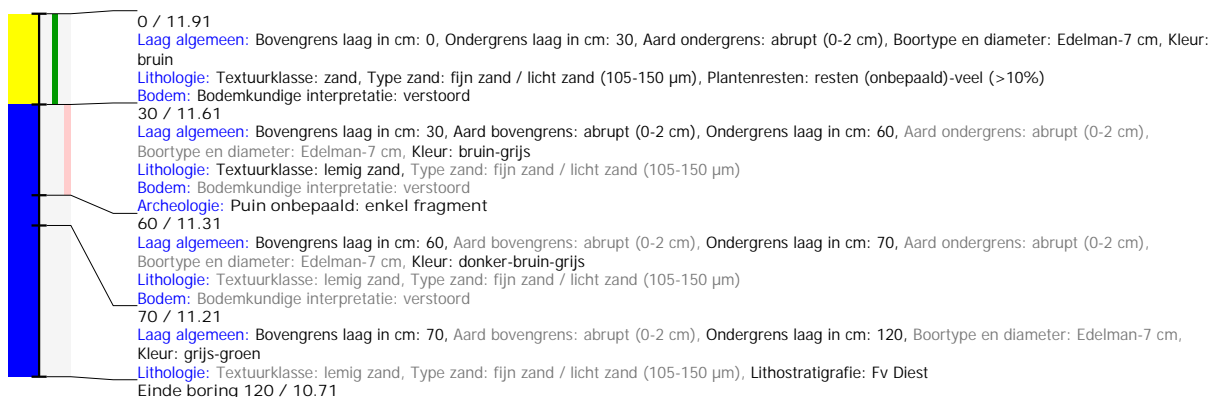 0 / 11.91
Laag algemeen: Bovengrens laag in cm: 0, Ondergrens laag in cm: 30, Aard ondergrens: abrupt (0-2 cm), Boortype en diameter: Edelman-7 cm, Kleur:
bruin
Lithologie: Textuurklasse: zand, Type zand: fijn zand / licht zand (105-150 µm), Plantenresten: resten (onbepaald)-veel (>10%)
Bodem: Bodemkundige interpretatie: verstoord
30 / 11.61
Laag algemeen: Bovengrens laag in cm: 30, Aard bovengrens: abrupt (0-2 cm), Ondergrens laag in cm: 60, Aard ondergrens: abrupt (0-2 cm),
Boortype en diameter: Edelman-7 cm, Kleur: bruin-grijs
Lithologie: Textuurklasse: lemig zand, Type zand: fijn zand / licht zand (105-150 µm)
Bodem: Bodemkundige interpretatie: verstoord
Archeologie: Puin onbepaald: enkel fragment
60 / 11.31
Laag algemeen: Bovengrens laag in cm: 60, Aard bovengrens: abrupt (0-2 cm), Ondergrens laag in cm: 70, Aard ondergrens: abrupt (0-2 cm),
Boortype en diameter: Edelman-7 cm, Kleur: donker-bruin-grijs
Lithologie: Textuurklasse: lemig zand, Type zand: fijn zand / licht zand (105-150 µm)
Bodem: Bodemkundige interpretatie: verstoord
70 / 11.21
Laag algemeen: Bovengrens laag in cm: 70, Aard bovengrens: abrupt (0-2 cm), Ondergrens laag in cm: 120, Boortype en diameter: Edelman-7 cm,
Kleur: grijs-groen
Lithologie: Textuurklasse: lemig zand, Type zand: fijn zand / licht zand (105-150 µm), Lithostratigrafie: Fv Diest
Einde boring 120 / 10.71